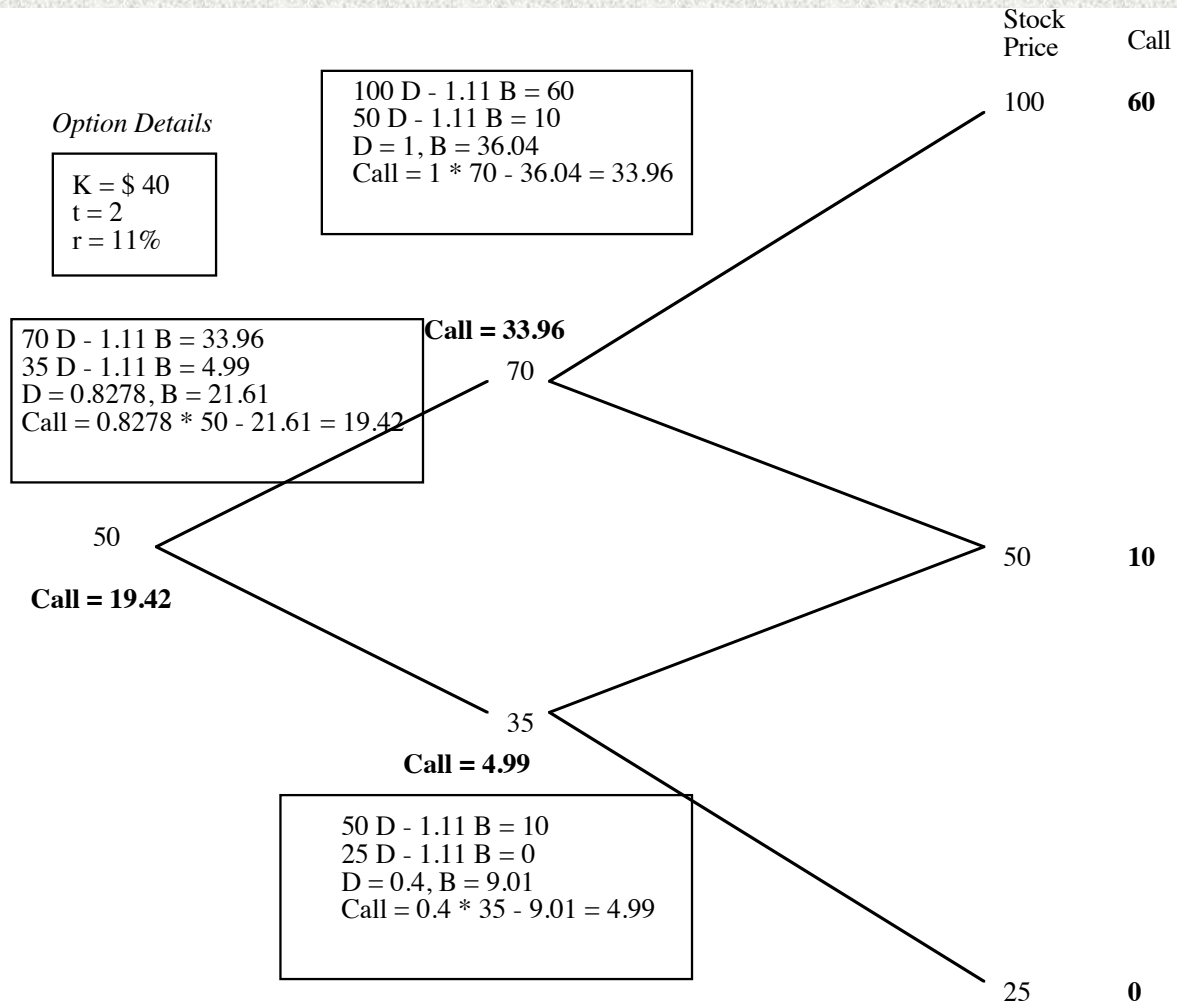 Stock
Price
Call
100 D - 1.11 B = 60
50 D - 1.11 B = 10
D = 1, B = 36.04
Call = 1 * 70 - 36.04 = 33.96
100
60
Option Details
K = $ 40
t = 2
r = 11%
70 D - 1.11 B = 33.96
35 D - 1.11 B = 4.99
D = 0.8278, B = 21.61
Call = 0.8278 * 50 - 21.61 = 19.42
Call = 33.96
70
50
Call = 19.42
50
10
35
Call = 4.99
50 D - 1.11 B = 10
25 D - 1.11 B = 0
D = 0.4, B = 9.01
Call = 0.4 * 35 - 9.01 = 4.99
25
0